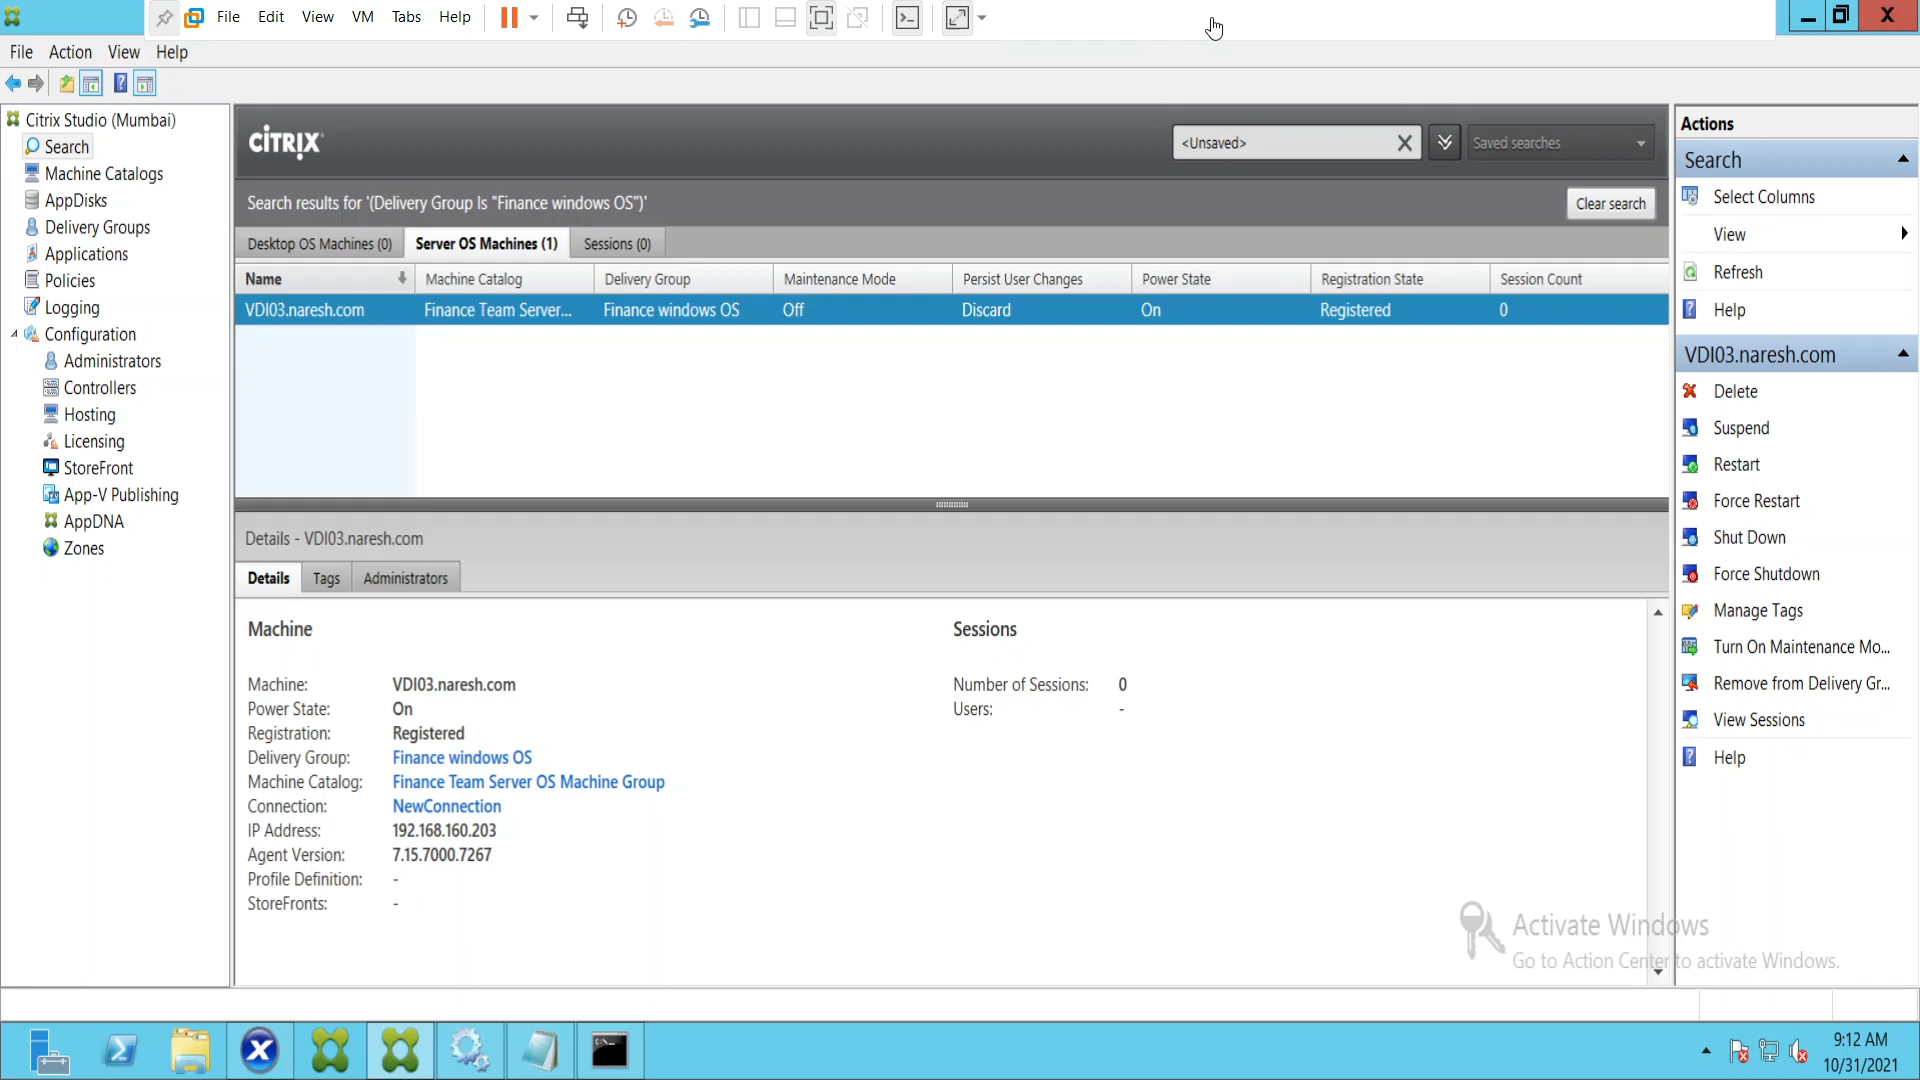 File Edit View VM Tabs Help
File Action View Help
Citrix Studio (Mumbai)
Search
Machine Catalogs
AppDisks
Delivery Groups
Applications
Policies
Logging
Configuration
Administrators
Controllers
Hosting
Licensing
StoreFront
App-V Publishing
AppDNA
Zones
CİTRIX
<Unsaved>
Saved searches
Search results for '(Delivery Group Is "Finance windows OS")'
Clear search
Desktop OS Machines (0) Server OS Machines (1) Sessions (0)
Name Machine Catalog Delivery Group Maintenance Mode Persist User Changes Power State Registration State Session Count
VDI03.naresh.com Finance Team Server... Finance windows OS Off Discard On Registered 0
Details - VDI03.naresh.com
Details Tags Administrators
Machine
Machine: VDI03.naresh.com
Power State: On
Registration: Registered
Delivery Group: Finance windows OS
Machine Catalog: Finance Team Server OS Machine Group
Connection: NewConnection
IP Address: 192.168.160.203
Agent Version: 7.15.7000.7267
Profile Definition: -
StoreFronts: -
Sessions
Number of Sessions: 0
Users: -
Actions
Search
Select Columns
View
Refresh
Help
VDI03.naresh.com
Delete
Suspend
Restart
Force Restart
Shut Down
Force Shutdown
Manage Tags
Turn On Maintenance Mo...
Remove from Delivery Gr...
View Sessions
Help
Activate Windows
Go to Action Center to activate Windows.
9:12 AM
10/31/2021